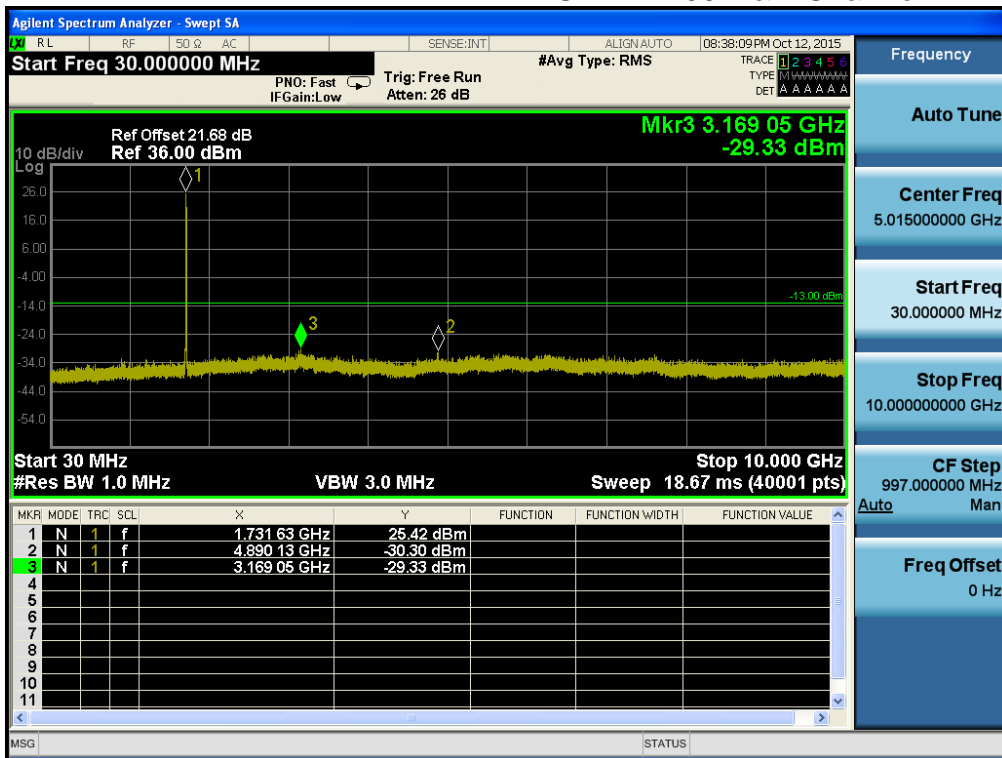 Agilent Spectrum Analyzer - Swept SA
LXI RL RF 50 Ω AC SENSE:INT ALIGN AUTO 08:38:09 PM Oct 12, 2015
Start Freq 30.000000 MHz
PNO: Fast
IFGain:Low
Trig: Free Run
Atten: 26 dB
#Avg Type: RMS
TRACE 1 2 3 4 5 6
TYPE M WWWWW
DET A A A A A A
Ref Offset 21.68 dB
10 dB/div Ref 36.00 dBm
Log
Mkr3 3.169 05 GHz
-29.33 dBm
1
26.0
16.0
6.00
-4.00
-13.00 dBm
-14.0
3
2
-24.0
-34.0
-44.0
-54.0
Start 30 MHz Stop 10.000 GHz
#Res BW 1.0 MHz VBW 3.0 MHz Sweep 18.67 ms (40001 pts)
MKR MODE TRC SCL X Y FUNCTION FUNCTION WIDTH FUNCTION VALUE
1 N 1 f 1.731 63 GHz 25.42 dBm
2 N 1 f 4.890 13 GHz -30.30 dBm
3 N 1 f 3.169 05 GHz -29.33 dBm
4
5
6
7
8
9
10
11
MSG STATUS
Frequency
Auto Tune
Center Freq
5.015000000 GHz
Start Freq
30.000000 MHz
Stop Freq
10.000000000 GHz
CF Step
997.000000 MHz
Auto Man
Freq Offset
0 Hz